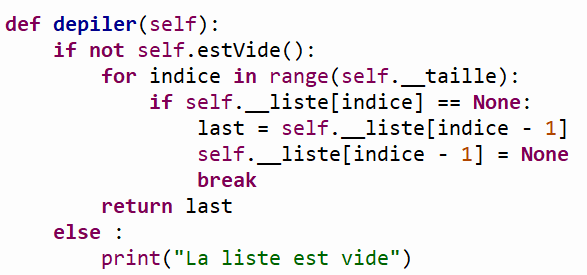 def depiler(self):
    if not self.estVide():
        for indice in range(self.__taille):
            if self.__liste[indice] == None:
                last = self.__liste[indice - 1]
                self.__liste[indice - 1] = None
                break
        return last
    else :
        print("La liste est vide")